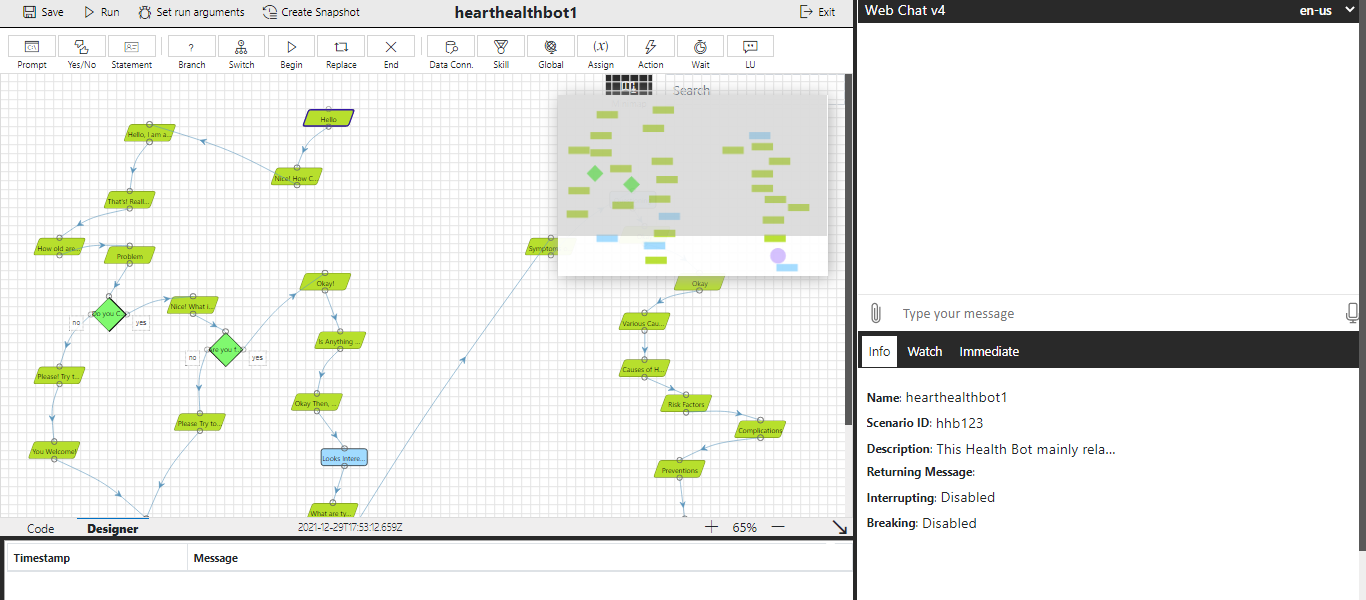 Save Run Set run arguments Create Snapshot hearthealthbot1 Exit
Prompt Yes/No Statement Branch Switch Begin Replace End Data Conn. Skill Global Assign Action Wait LU
Search
Hello
Hello, I am a...
Nice! How C...
That's! Reall...
How old are...
Problem
Do you C...
no
yes
Nice! What i...
Are you f...
no
yes
Okay!
Is Anything ...
Okay Then, ...
Looks Intere...
What are ty...
Please! Try t...
You Welcome!
Please Try to...
Symptom
Okay
Various Cau...
Causes of H...
Risk Factors
Complications
Preventions
Code Designer 2021-12-29T17:53:12.659Z 65%
Timestamp Message
Web Chat v4 en-us
Type your message
Info Watch Immediate
Name: hearthealthbot1
Scenario ID: hhb123
Description: This Health Bot mainly rela...
Returning Message:
Interrupting: Disabled
Breaking: Disabled